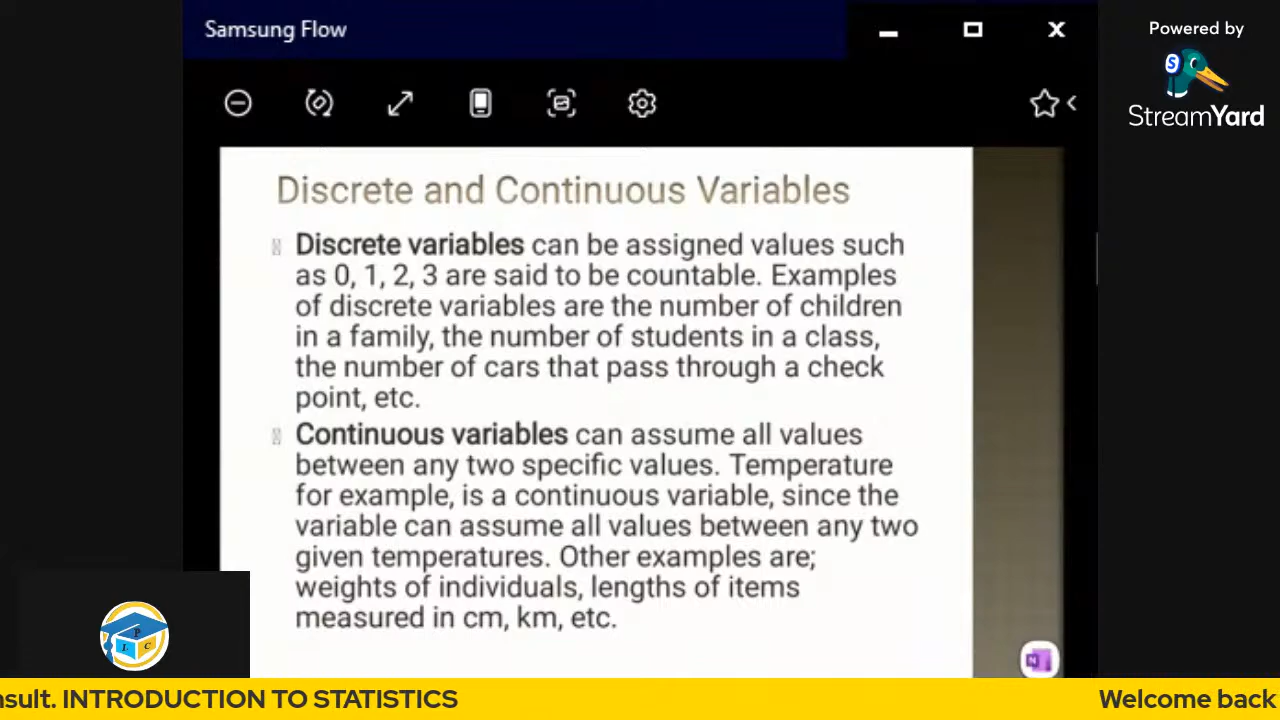 Samsung Flow
Powered by
StreamYard
Discrete and Continuous Variables
Discrete variables can be assigned values such
as 0, 1, 2, 3 are said to be countable. Examples
of discrete variables are the number of children
in a family, the number of students in a class,
the number of cars that pass through a check
point, etc.
Continuous variables can assume all values
between any two specific values. Temperature
for example, is a continuous variable, since the
variable can assume all values between any two
given temperatures. Other examples are;
weights of individuals, lengths of items
measured in cm, km, etc.
P
L C
N
nsult. INTRODUCTION TO STATISTICS
Welcome back